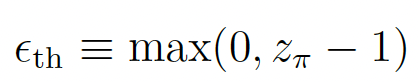 ϵ_th ≡ max(0, z_π − 1)